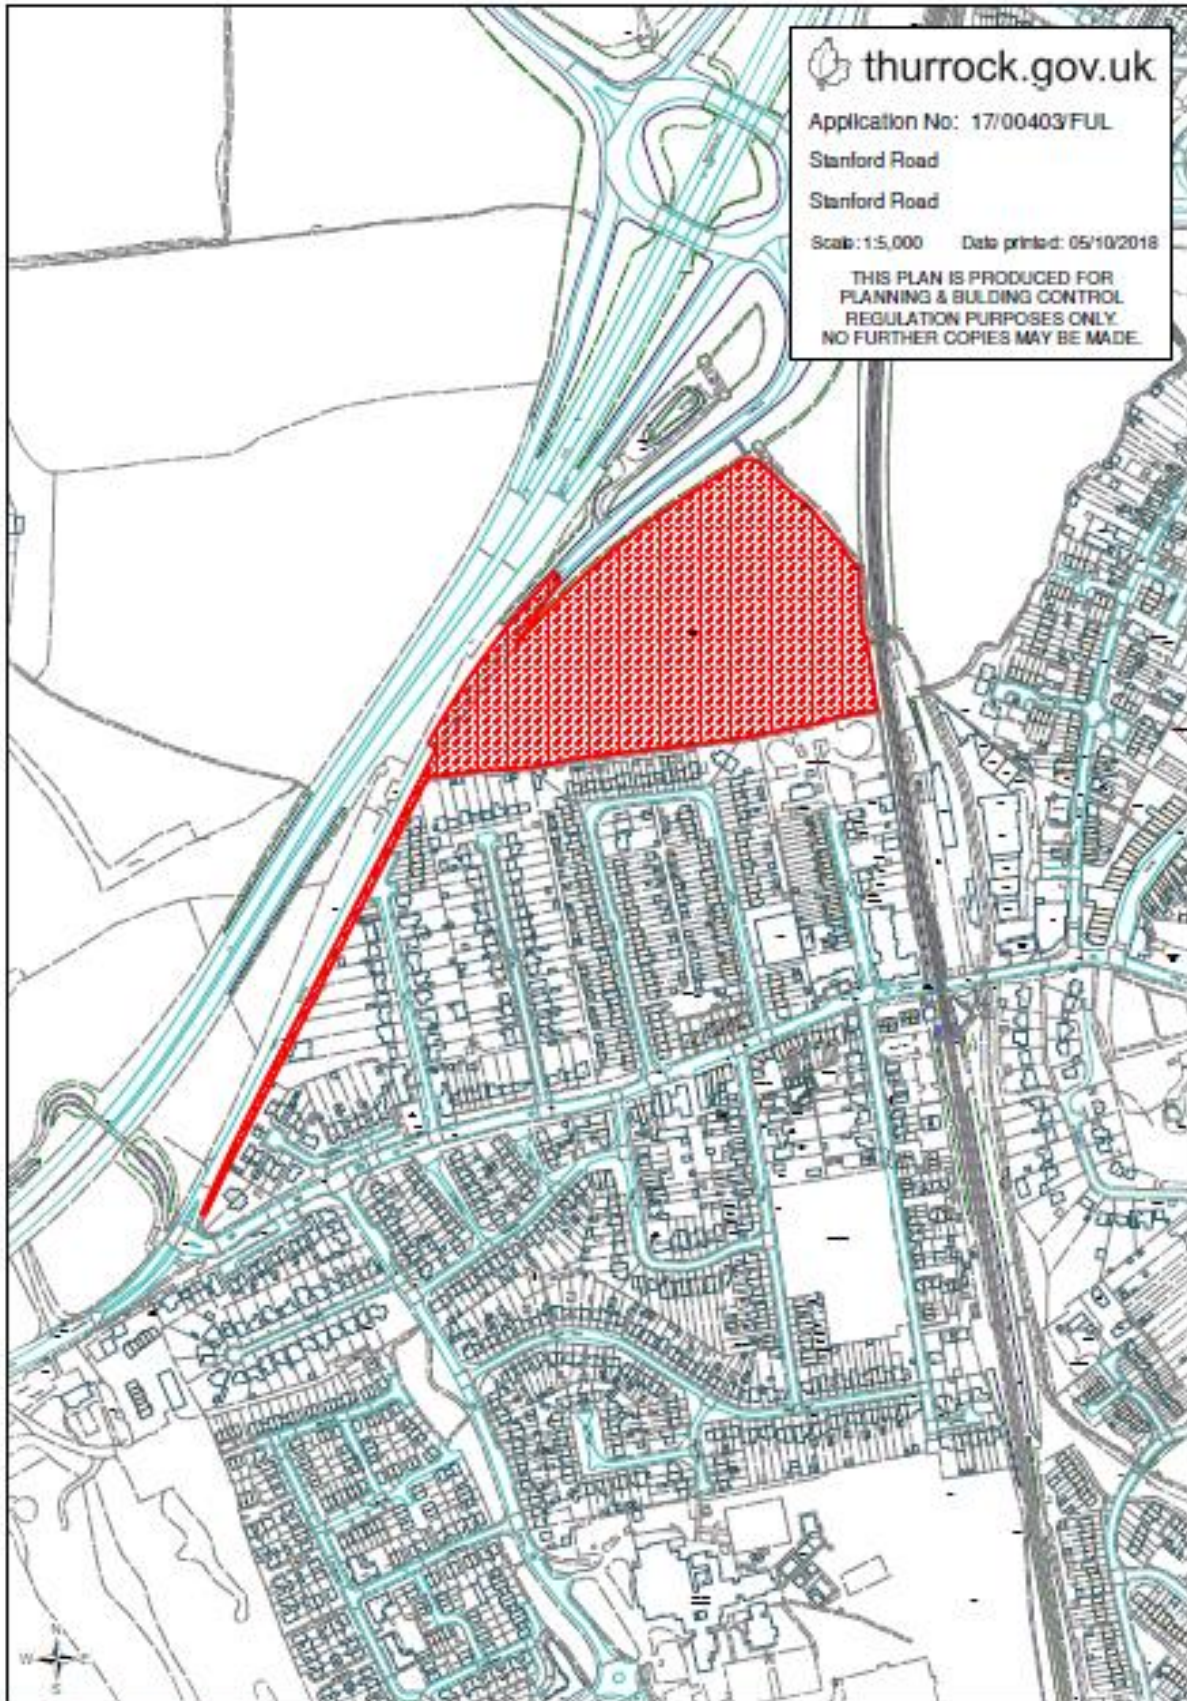 thurrock.gov.uk
Application No: 17/00403/FUL
Stanford Road
Stanford Road
Scale: 1:5,000 Date printed: 05/10/2018
THIS PLAN IS PRODUCED FOR
PLANNING & BULDING CONTROL
REGULATION PURPOSES ONLY.
NO FURTHER COPIES MAY BE MADE.
N
W E
S